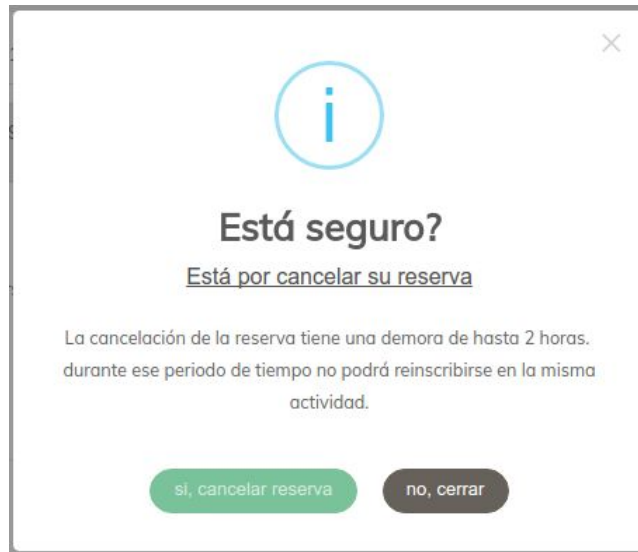 i
Está seguro?
Está por cancelar su reserva
La cancelación de la reserva tiene una demora de hasta 2 horas.
durante ese periodo de tiempo no podrá reinscribirse en la misma
actividad.
si, cancelar reserva
no, cerrar